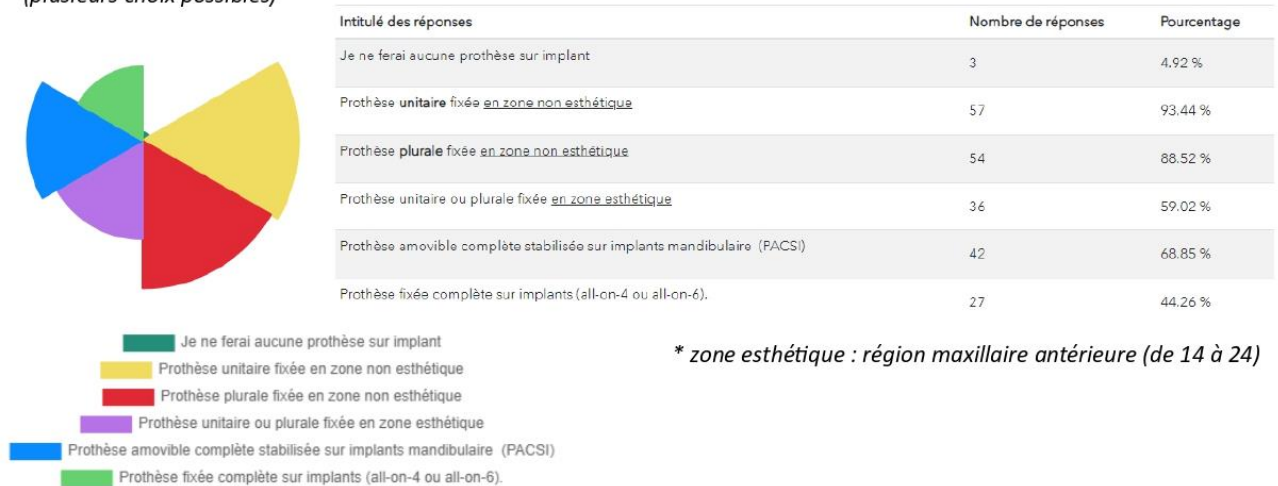 (plusieurs choix possibles)
Intitulé des réponses Nombre de réponses Pourcentage
Je ne ferai aucune prothèse sur implant 3 4.92 %
Prothèse unitaire fixée en zone non esthétique 57 93.44 %
Prothèse plurale fixée en zone non esthétique 54 88.52 %
Prothèse unitaire ou plurale fixée en zone esthétique 36 59.02 %
Prothèse amovible complète stabilisée sur implants mandibulaire (PACSI) 42 68.85 %
Prothèse fixée complète sur implants (all-on-4 ou all-on-6). 27 44.26 %
Je ne ferai aucune prothèse sur implant
Prothèse unitaire fixée en zone non esthétique
Prothèse plurale fixée en zone non esthétique
Prothèse unitaire ou plurale fixée en zone esthétique
Prothèse amovible complète stabilisée sur implants mandibulaire (PACSI)
Prothèse fixée complète sur implants (all-on-4 ou all-on-6).
* zone esthétique : région maxillaire antérieure (de 14 à 24)